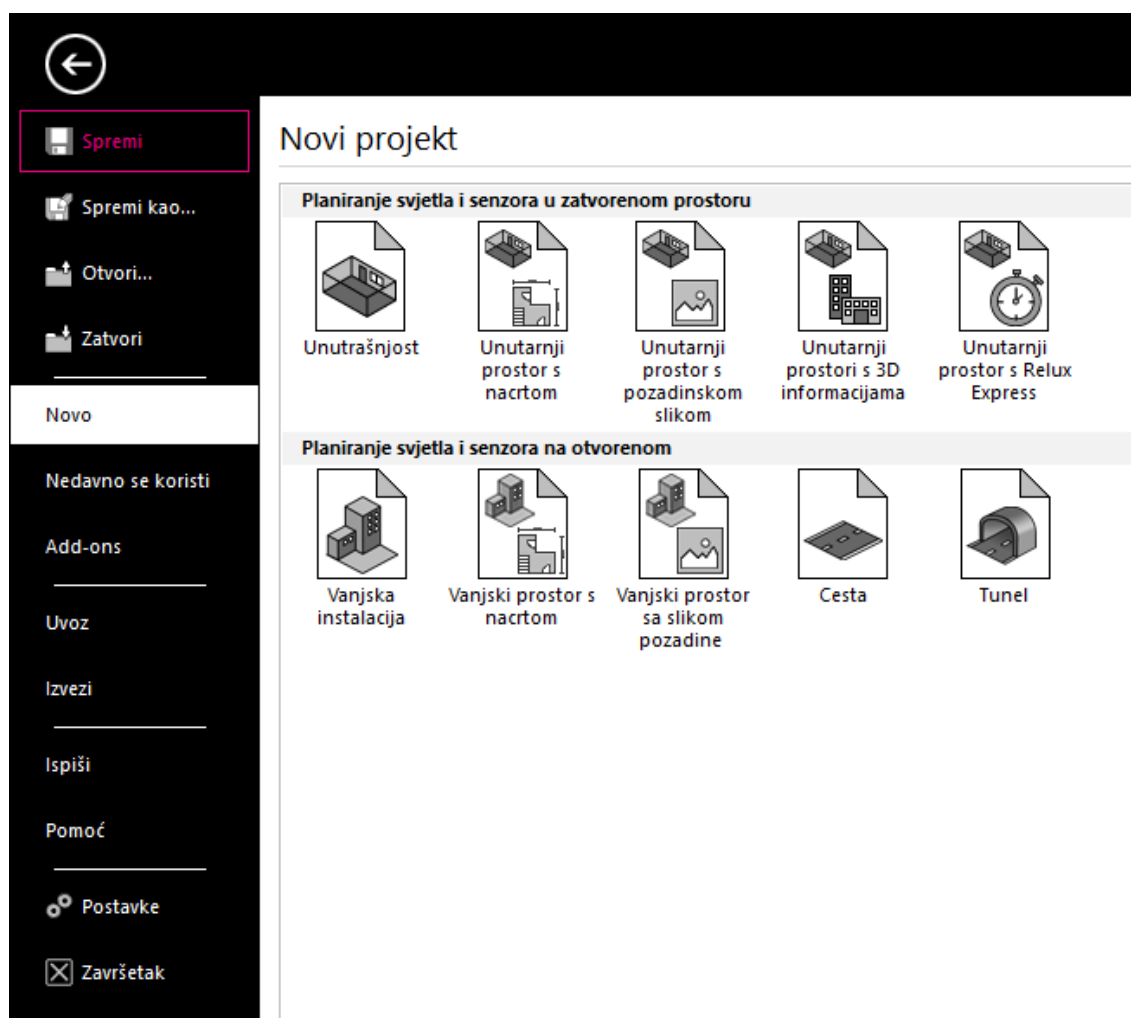 Spremi
Spremi kao...
Otvori...
Zatvori
Novo
Nedavno se koristi
Add-ons
Uvoz
Izvezi
Ispiši
Pomoć
Postavke
Završetak
Novi projekt
Planiranje svjetla i senzora u zatvorenom prostoru
Unutrašnjost
Unutarnji
prostor s
nacrtom
Unutarnji
prostor s
pozadinskom
slikom
Unutarnji
prostori s 3D
informacijama
Unutarnji
prostor s Relux
Express
Planiranje svjetla i senzora na otvorenom
Vanjska
instalacija
Vanjski prostor s
nacrtom
Vanjski prostor
sa slikom
pozadine
Cesta
Tunel